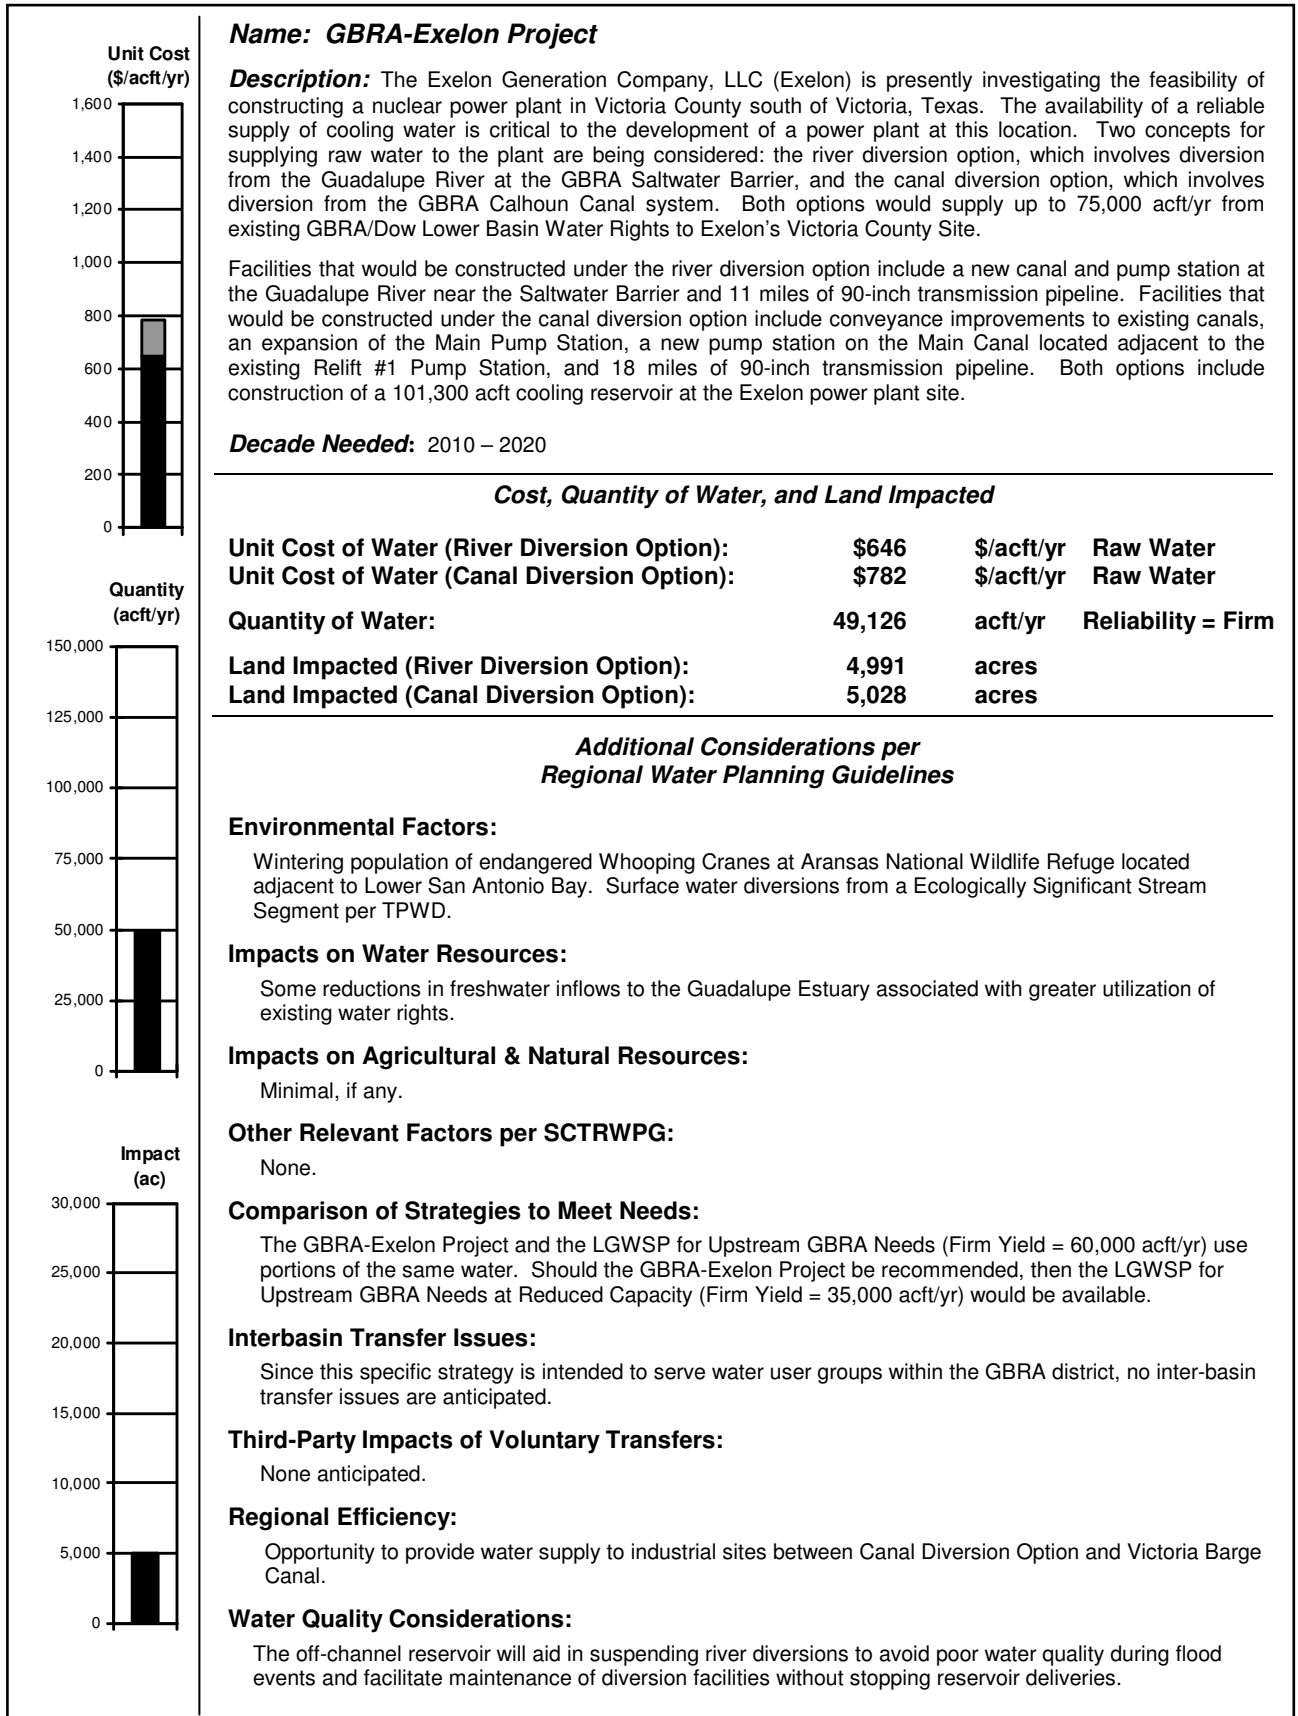 Unit Cost
($/acft/yr)
1,600
1,400
1,200
1,000
800
600
400
200
0
Quantity
(acft/yr)
150,000
125,000
100,000
75,000
50,000
25,000
0
Impact
(ac)
30,000
25,000
20,000
15,000
10,000
5,000
0
Name: GBRA-Exelon Project
Description: The Exelon Generation Company, LLC (Exelon) is presently investigating the feasibility of
constructing a nuclear power plant in Victoria County south of Victoria, Texas. The availability of a reliable
supply of cooling water is critical to the development of a power plant at this location. Two concepts for
supplying raw water to the plant are being considered: the river diversion option, which involves diversion
from the Guadalupe River at the GBRA Saltwater Barrier, and the canal diversion option, which involves
diversion from the GBRA Calhoun Canal system. Both options would supply up to 75,000 acft/yr from
existing GBRA/Dow Lower Basin Water Rights to Exelon's Victoria County Site.
Facilities that would be constructed under the river diversion option include a new canal and pump station at
the Guadalupe River near the Saltwater Barrier and 11 miles of 90-inch transmission pipeline. Facilities that
would be constructed under the canal diversion option include conveyance improvements to existing canals,
an expansion of the Main Pump Station, a new pump station on the Main Canal located adjacent to the
existing Relift #1 Pump Station, and 18 miles of 90-inch transmission pipeline. Both options include
construction of a 101,300 acft cooling reservoir at the Exelon power plant site.
Decade Needed: 2010 – 2020
Cost, Quantity of Water, and Land Impacted
Unit Cost of Water (River Diversion Option): $646 $/acft/yr Raw Water
Unit Cost of Water (Canal Diversion Option): $782 $/acft/yr Raw Water
Quantity of Water: 49,126 acft/yr Reliability = Firm
Land Impacted (River Diversion Option): 4,991 acres
Land Impacted (Canal Diversion Option): 5,028 acres
Additional Considerations per
Regional Water Planning Guidelines
Environmental Factors:
Wintering population of endangered Whooping Cranes at Aransas National Wildlife Refuge located
adjacent to Lower San Antonio Bay. Surface water diversions from a Ecologically Significant Stream
Segment per TPWD.
Impacts on Water Resources:
Some reductions in freshwater inflows to the Guadalupe Estuary associated with greater utilization of
existing water rights.
Impacts on Agricultural & Natural Resources:
Minimal, if any.
Other Relevant Factors per SCTRWPG:
None.
Comparison of Strategies to Meet Needs:
The GBRA-Exelon Project and the LGWSP for Upstream GBRA Needs (Firm Yield = 60,000 acft/yr) use
portions of the same water. Should the GBRA-Exelon Project be recommended, then the LGWSP for
Upstream GBRA Needs at Reduced Capacity (Firm Yield = 35,000 acft/yr) would be available.
Interbasin Transfer Issues:
Since this specific strategy is intended to serve water user groups within the GBRA district, no inter-basin
transfer issues are anticipated.
Third-Party Impacts of Voluntary Transfers:
None anticipated.
Regional Efficiency:
Opportunity to provide water supply to industrial sites between Canal Diversion Option and Victoria Barge
Canal.
Water Quality Considerations:
The off-channel reservoir will aid in suspending river diversions to avoid poor water quality during flood
events and facilitate maintenance of diversion facilities without stopping reservoir deliveries.